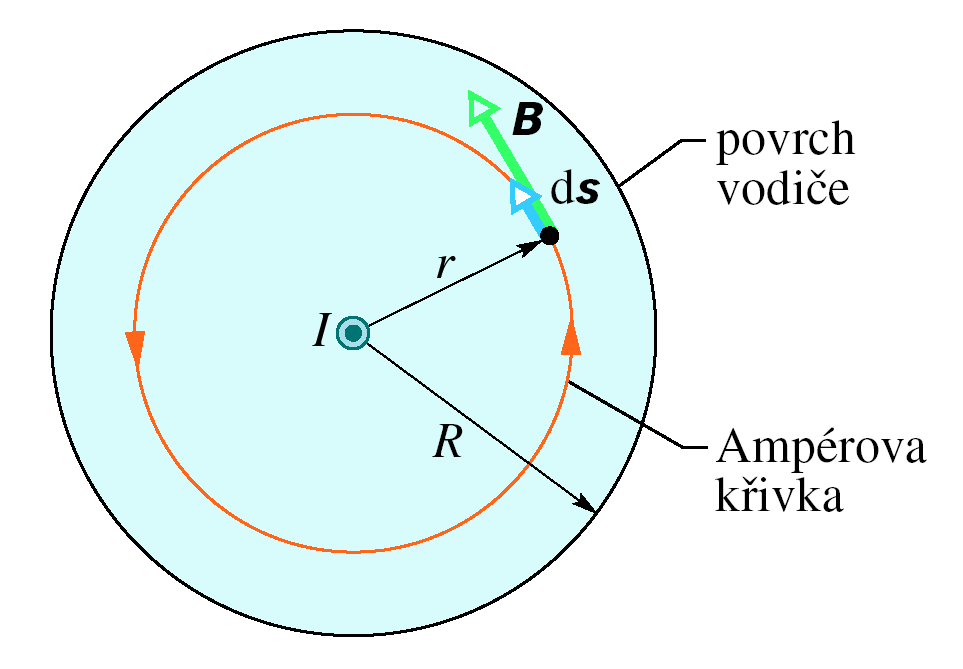 B
povrch
vodiče
ds
r
I
R
Ampérova
křivka